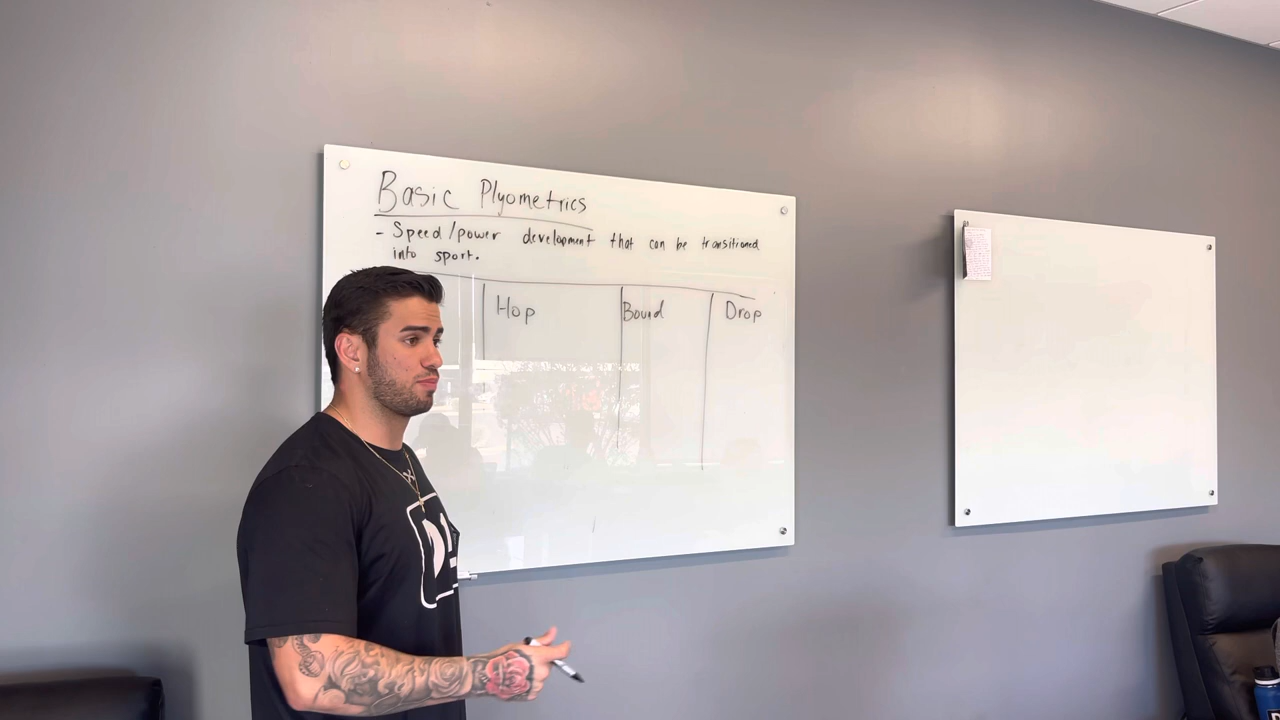 Basic Plyometrics
- Speed/power development that can be transitioned
into sport.
Hop Bound Drop